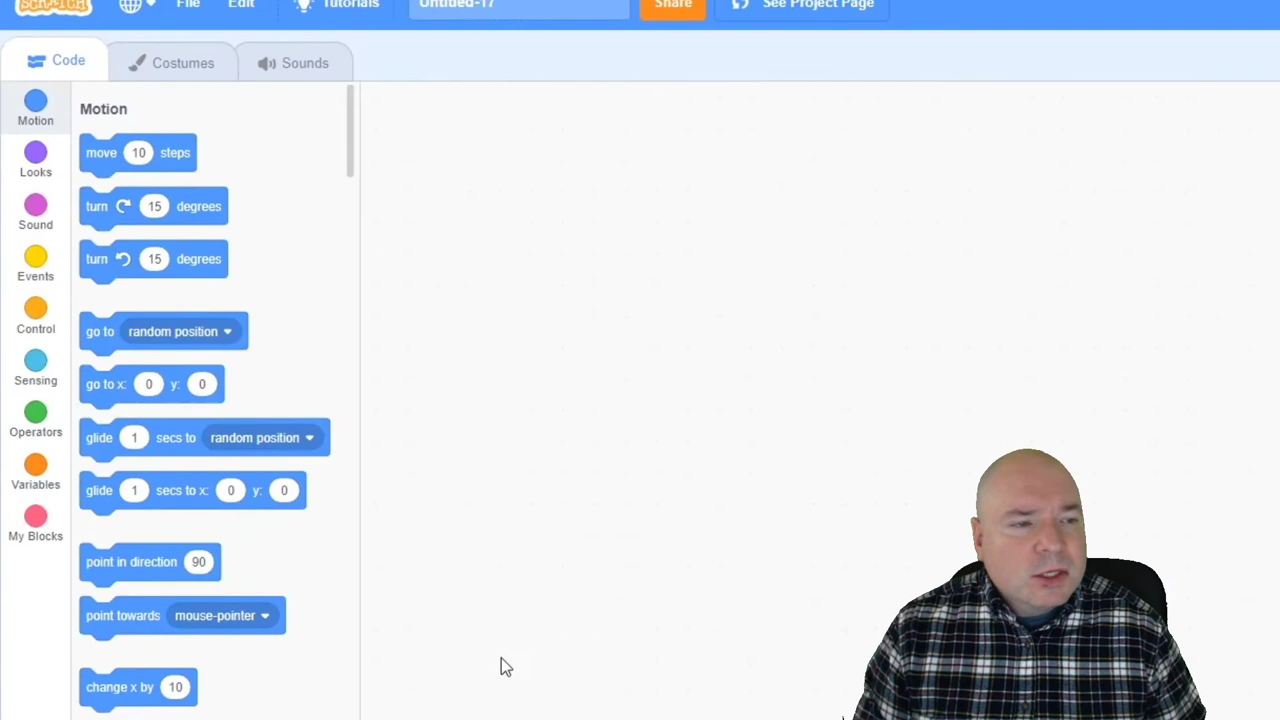 SCRATCH
File
Edit
Tutorials
Untitled-17
Share
See Project Page
Code
Costumes
Sounds
Motion
Looks
Sound
Events
Control
Sensing
Operators
Variables
My Blocks
Motion
move 10 steps
turn 15 degrees
turn 15 degrees
go to random position
go to x: 0 y: 0
glide 1 secs to random position
glide 1 secs to x: 0 y: 0
point in direction 90
point towards mouse-pointer
change x by 10